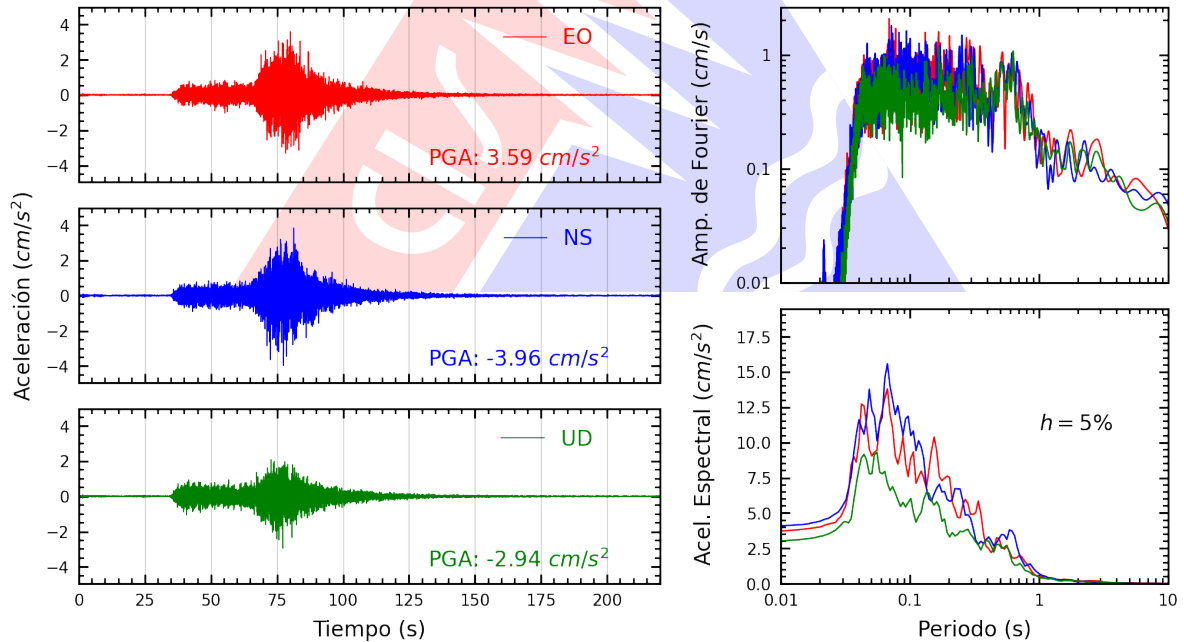 Aceleración (cm/s²)
4
2
0
−2
−4
EO
PGA: 3.59 cm/s²
4
2
0
−2
−4
NS
PGA: -3.96 cm/s²
4
2
0
−2
−4
UD
PGA: -2.94 cm/s²
0 25 50 75 100 125 150 175 200
Tiempo (s)
Amp. de Fourier (cm/s)
1
0.1
0.01
Acel. Espectral (cm/s²)
17.5
15.0
12.5
10.0
7.5
5.0
2.5
0.0
h = 5%
0.01 0.1 1 10
Periodo (s)